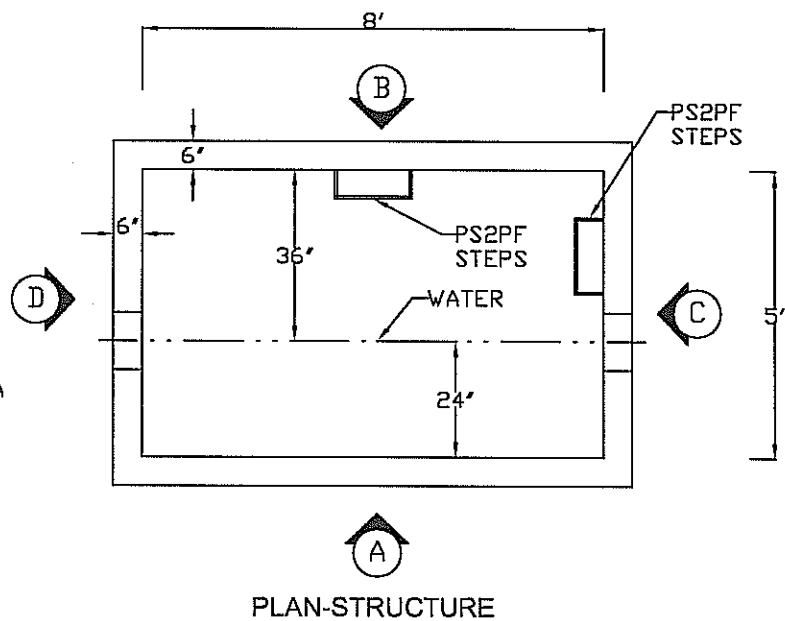 8'
B
PS2PF
STEPS
6"
6"
36"
PS2PF
STEPS
D
WATER
C
5'
24"
A
PLAN-STRUCTURE